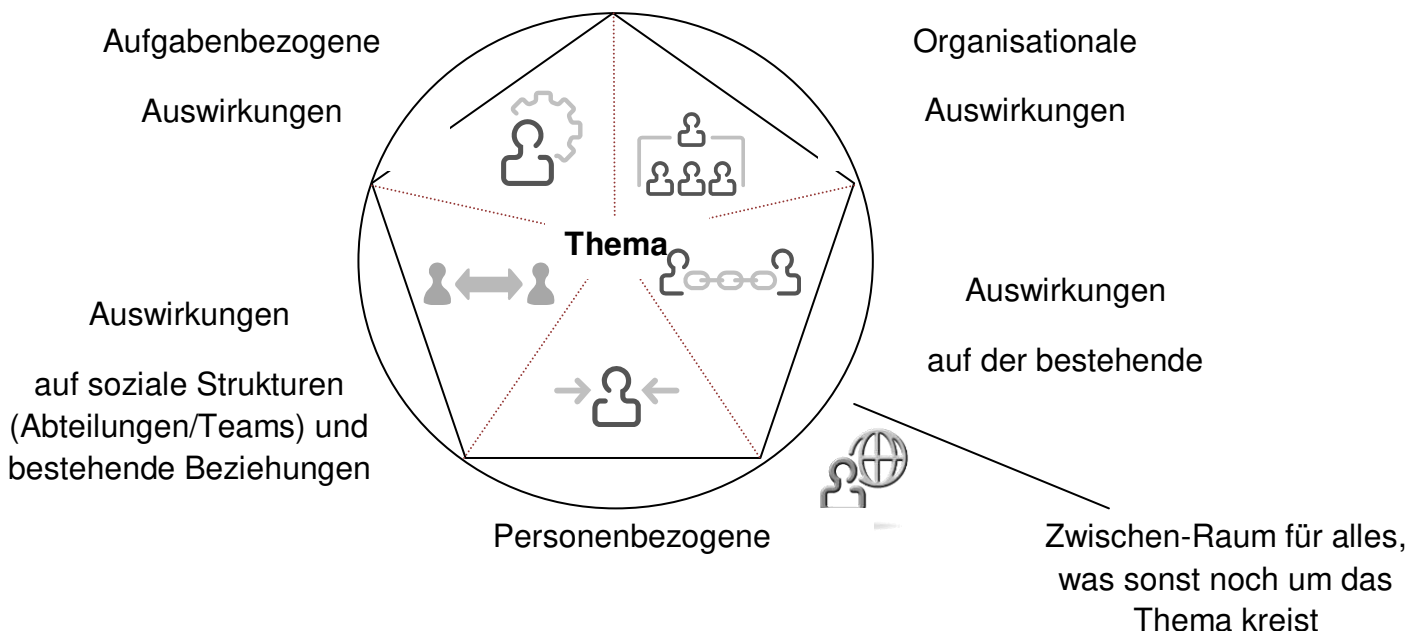 Aufgabenbezogene
Auswirkungen
Organisationale
Auswirkungen
Thema
Auswirkungen
auf der bestehende
Auswirkungen
auf soziale Strukturen
(Abteilungen/Teams) und
bestehende Beziehungen
Personenbezogene
Zwischen-Raum für alles,
was sonst noch um das
Thema kreist